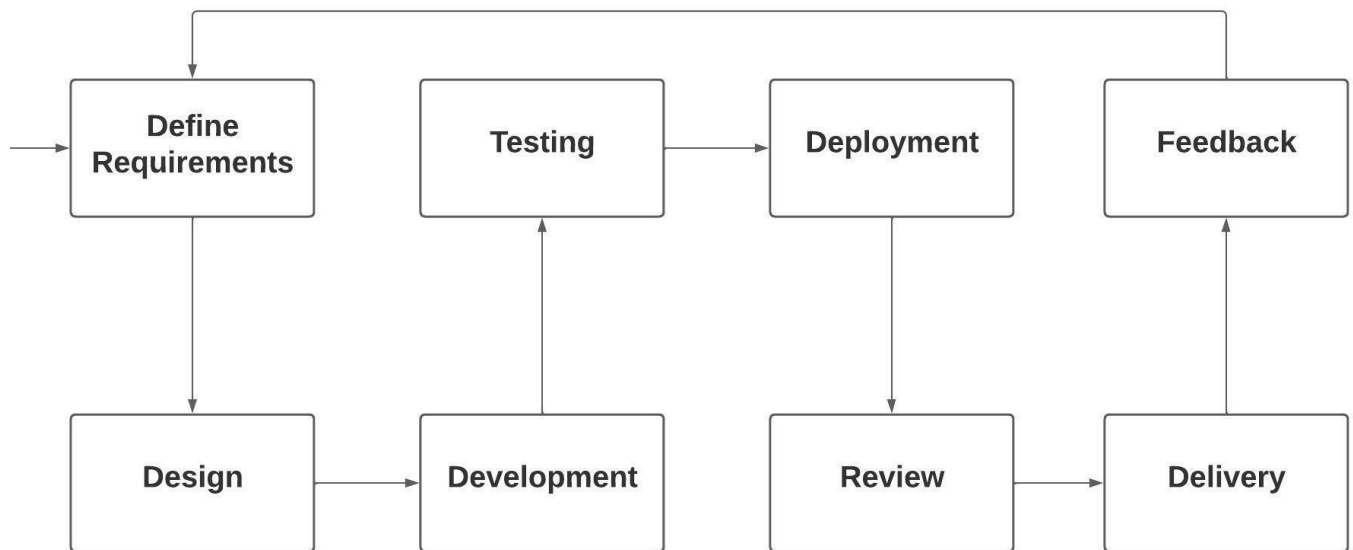 Define
Requirements
Testing
Deployment
Feedback
Design
Development
Review
Delivery